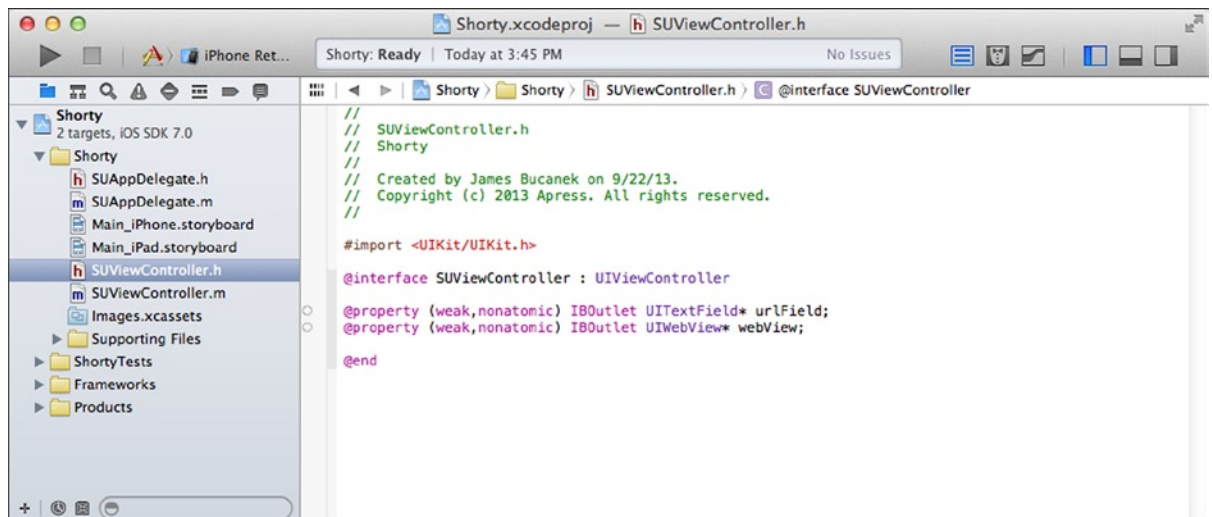 Shorty.xcodeproj — h SUViewController.h
iPhone Ret...
Shorty: Ready | Today at 3:45 PM
No Issues
Shorty
2 targets, iOS SDK 7.0
Shorty
h SUAppDelegate.h
m SUAppDelegate.m
Main_iPhone.storyboard
Main_iPad.storyboard
h SUViewController.h
m SUViewController.m
Images.xcassets
Supporting Files
ShortyTests
Frameworks
Products
Shorty 〉 Shorty 〉 h SUViewController.h 〉 C @interface SUViewController
//
//  SUViewController.h
//  Shorty
//
//  Created by James Bucanek on 9/22/13.
//  Copyright (c) 2013 Apress. All rights reserved.
//
#import <UIKit/UIKit.h>
@interface SUViewController : UIViewController
@property (weak,nonatomic) IBOutlet UITextField* urlField;
@property (weak,nonatomic) IBOutlet UIWebView* webView;
@end